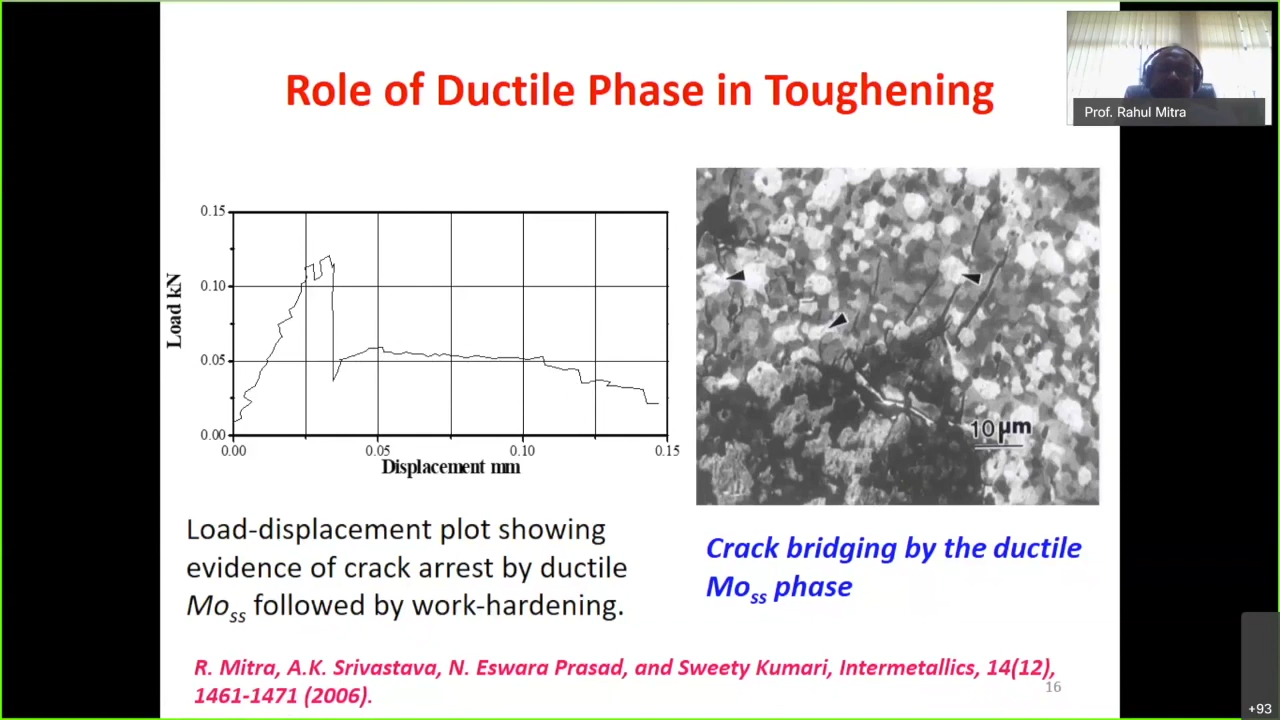 Role of Ductile Phase in Toughening
Prof. Rahul Mitra
0.15
0.10
0.05
0.00
Load kN
0.00
0.05
0.10
0.15
Displacement mm
10 µm
Load-displacement plot showing
evidence of crack arrest by ductile
Moss followed by work-hardening.
Crack bridging by the ductile
Moss phase
R. Mitra, A.K. Srivastava, N. Eswara Prasad, and Sweety Kumari, Intermetallics, 14(12),
1461-1471 (2006).
16
+93